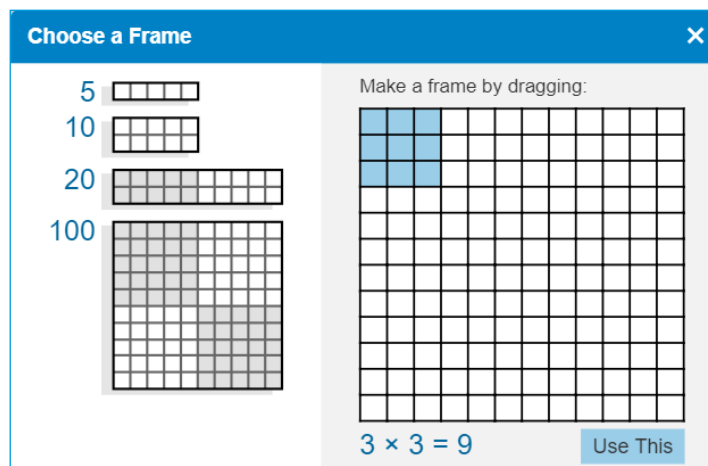 Choose a Frame ×
5
10
20
100
Make a frame by dragging:
3 × 3 = 9
Use This